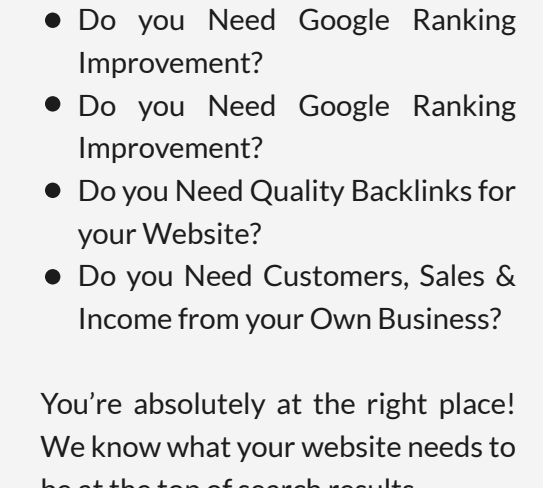 ● Do you Need Google Ranking
Improvement?
● Do you Need Google Ranking
Improvement?
● Do you Need Quality Backlinks for
your Website?
● Do you Need Customers, Sales &
Income from your Own Business?
You’re absolutely at the right place!
We know what your website needs to
be at the top of search results